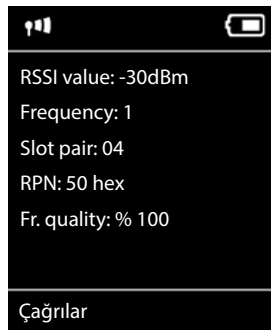 RSSI value: -30dBm
Frequency: 1
Slot pair: 04
RPN: 50 hex
Fr. quality: % 100
Çağrılar